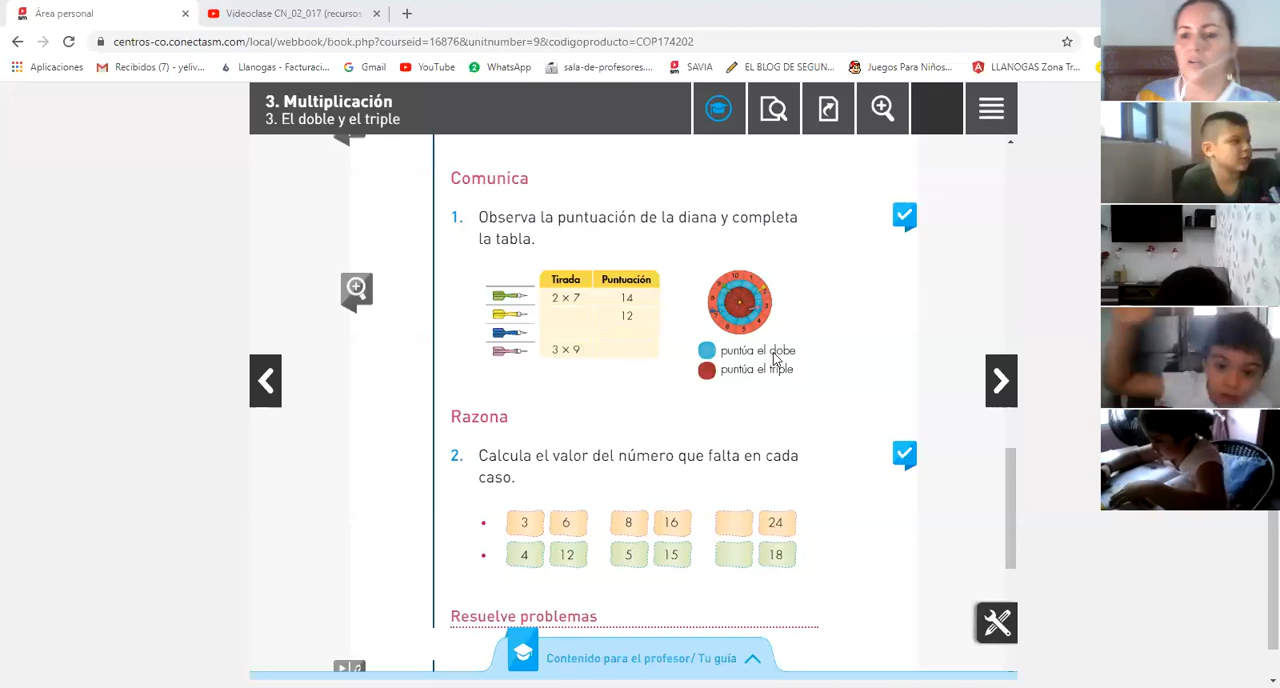 Área personal
Videoclase CN_02_017 (recursos
centros-co.conectasm.com/local/webbook/book.php?courseid=16876&unitnumber=9&codigoproducto=COP174202
Aplicaciones
Recibidos (7) - yeliv...
Llanogas - Facturaci...
Gmail
YouTube
WhatsApp
sala-de-profesores....
SAVIA
EL BLOG DE SEGUN...
Juegos Para Niños...
LLANOGAS Zona Tr...
3. Multiplicación
3. El doble y el triple
Comunica
1. Observa la puntuación de la diana y completa
la tabla.
Tirada Puntuación
2 × 7 14
12
3 × 9
puntúa el dobe
puntúa el triple
Razona
2. Calcula el valor del número que falta en cada
caso.
• 3 6 8 16 24
• 4 12 5 15 18
Resuelve problemas
Contenido para el profesor/ Tu guía